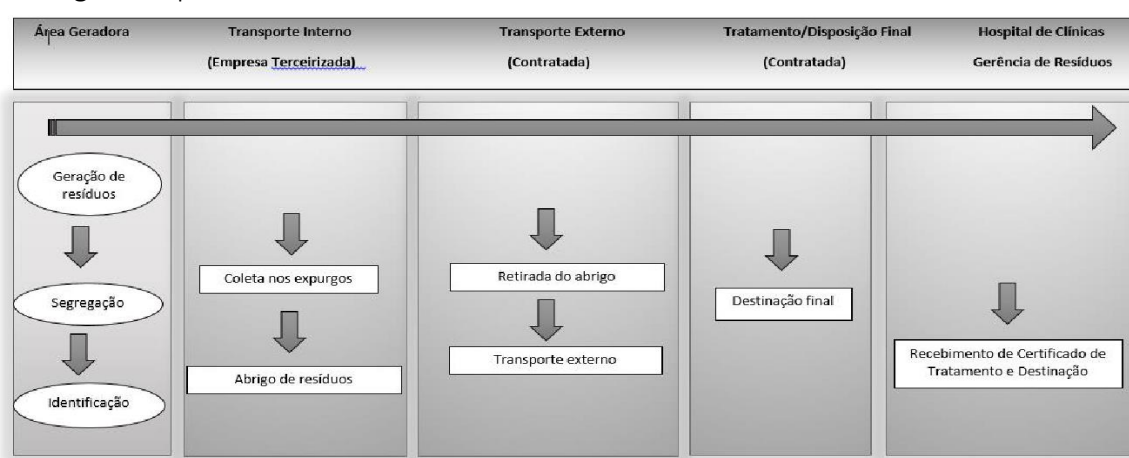 Área Geradora
Transporte Interno
(Empresa Terceirizada)
Transporte Externo
(Contratada)
Tratamento/Disposição Final
(Contratada)
Hospital de Clínicas
Gerência de Resíduos
Geração de
resíduos
Segregação
Identificação
Coleta nos expurgos
Abrigo de resíduos
Retirada do abrigo
Transporte externo
Destinação final
Recebimento de Certificado de
Tratamento e Destinação